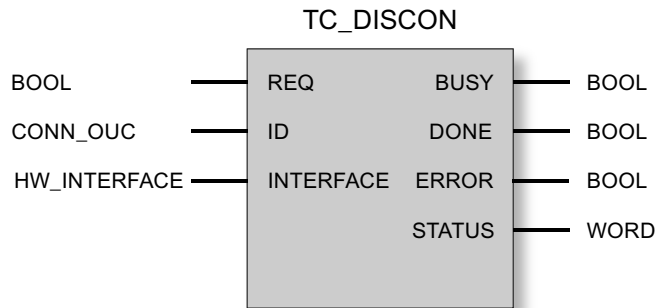 TC_DISCON
BOOL REQ BUSY BOOL
CONN_OUC ID DONE BOOL
HW_INTERFACE INTERFACE ERROR BOOL
STATUS WORD